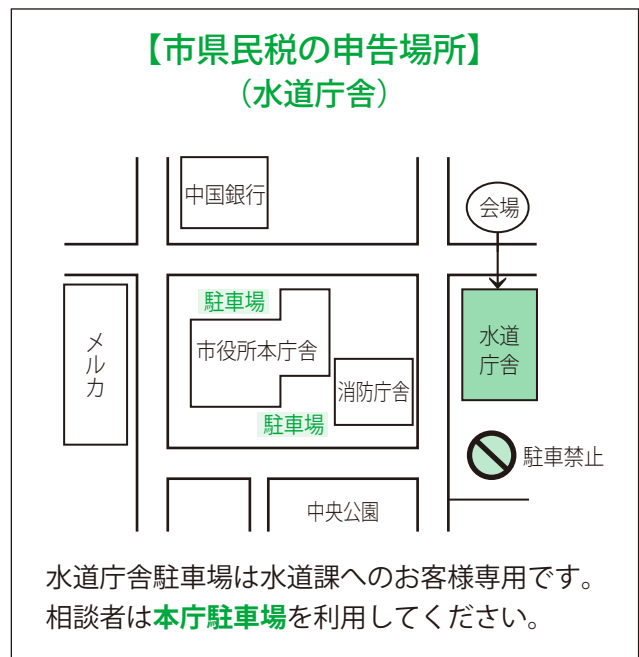 【市県民税の申告場所】
（水道庁舎）
中国銀行
会場
駐車場
メルカ
市役所本庁舎
水道
庁舎
消防庁舎
駐車場
駐車禁止
中央公園
水道庁舎駐車場は水道課へのお客様専用です。
相談者は本庁駐車場を利用してください。